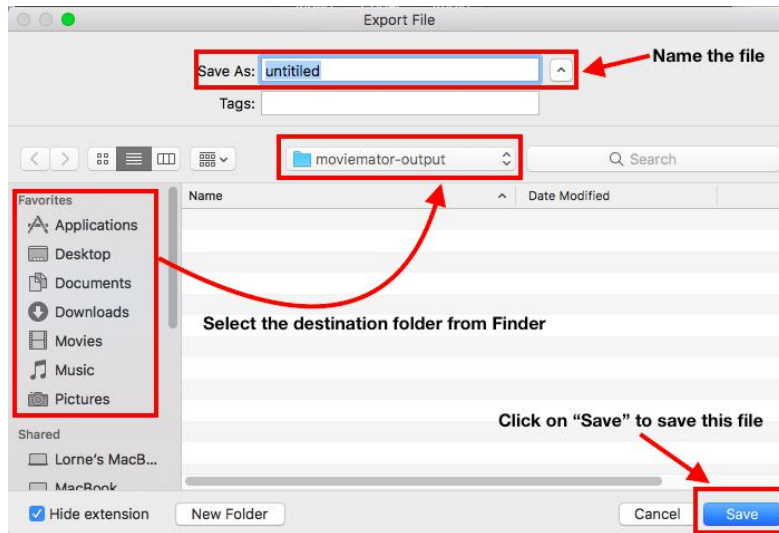 Export File
Name the file
Save As: untitiled
Tags:
moviemator-output
Search
Favorites
Name
Date Modified
Applications
Desktop
Documents
Downloads
Movies
Music
Pictures
Select the destination folder from Finder
Click on “Save” to save this file
Shared
Lorne's MacB...
MacBook
Hide extension
New Folder
Cancel
Save